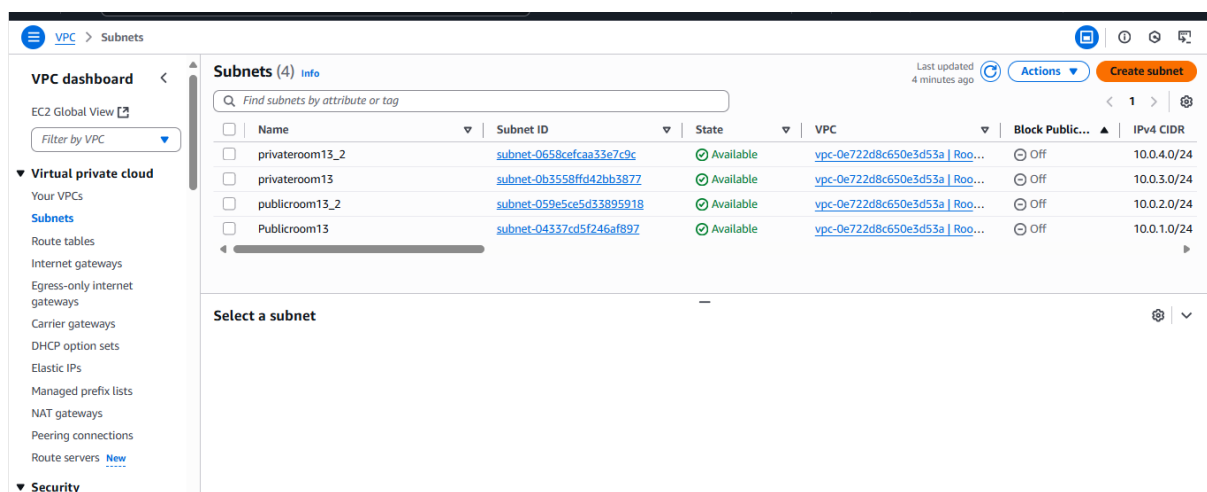 VPC > Subnets
VPC dashboard
EC2 Global View
Filter by VPC
Virtual private cloud
Your VPCs
Subnets
Route tables
Internet gateways
Egress-only internet
gateways
Carrier gateways
DHCP option sets
Elastic IPs
Managed prefix lists
NAT gateways
Peering connections
Route servers New
Security
Subnets (4) Info
Last updated
4 minutes ago
Actions
Create subnet
Find subnets by attribute or tag
1
Name Subnet ID State VPC Block Public... IPv4 CIDR
privateroom13_2 subnet-0658cefcaa33e7c9c Available vpc-0e722d8c650e3d53a | Roo... Off 10.0.4.0/24
privateroom13 subnet-0b3558ffd42bb3877 Available vpc-0e722d8c650e3d53a | Roo... Off 10.0.3.0/24
publicroom13_2 subnet-059e5ce5d33895918 Available vpc-0e722d8c650e3d53a | Roo... Off 10.0.2.0/24
Publicroom13 subnet-04337cd5f246af897 Available vpc-0e722d8c650e3d53a | Roo... Off 10.0.1.0/24
Select a subnet